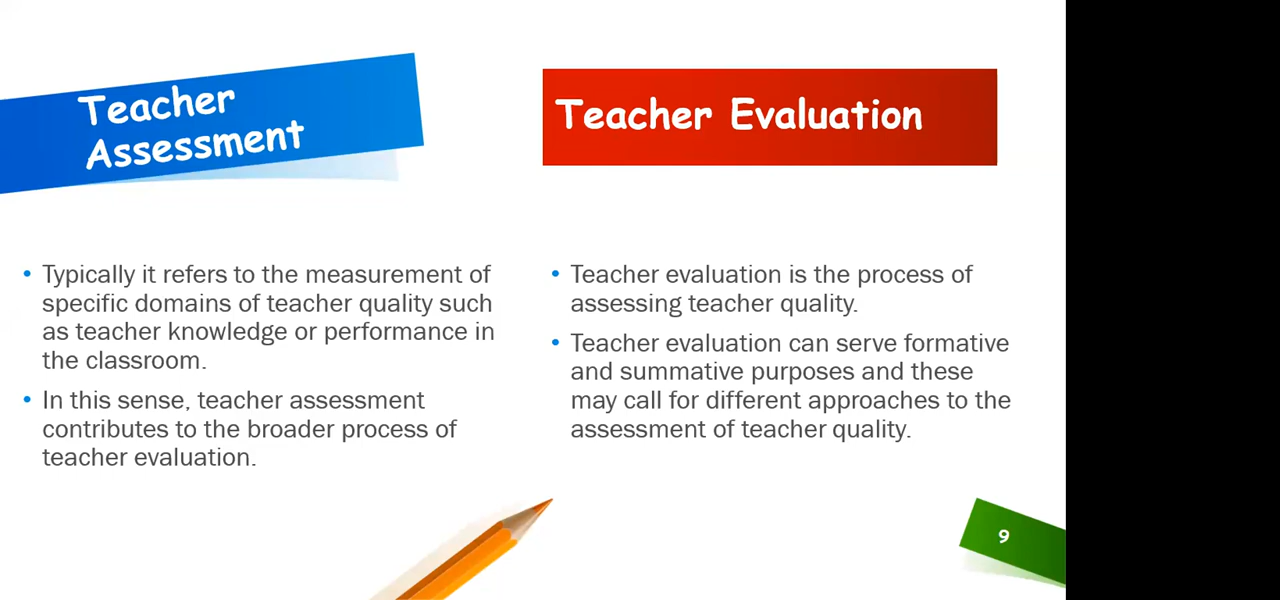 Teacher
Assessment
Teacher Evaluation
• Typically it refers to the measurement of
specific domains of teacher quality such
as teacher knowledge or performance in
the classroom.
• In this sense, teacher assessment
contributes to the broader process of
teacher evaluation.
• Teacher evaluation is the process of
assessing teacher quality.
• Teacher evaluation can serve formative
and summative purposes and these
may call for different approaches to the
assessment of teacher quality.
9